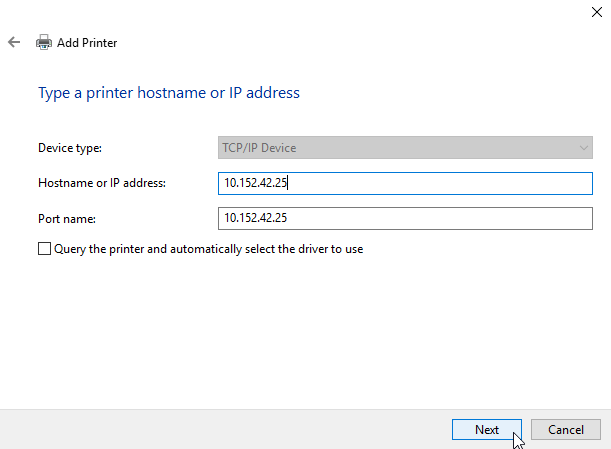 Add Printer
Type a printer hostname or IP address
Device type: TCP/IP Device
Hostname or IP address: 10.152.42.25
Port name: 10.152.42.25
Query the printer and automatically select the driver to use
Next Cancel